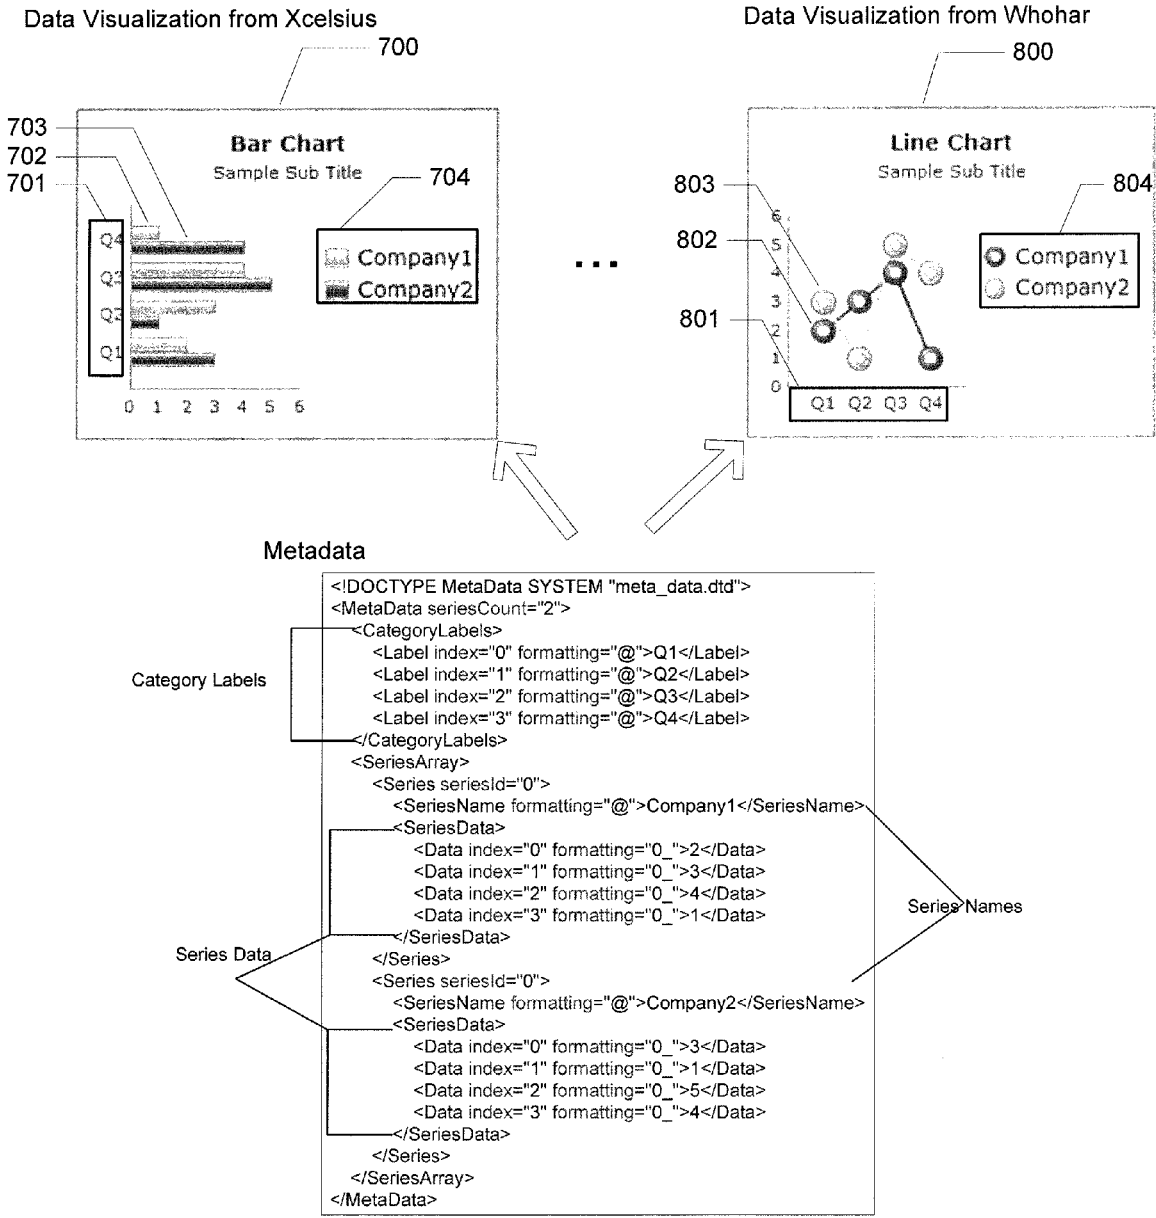 Data Visualization from Xcelsius
700
Data Visualization from Whohar
800
703
702
701
Bar Chart
Sample Sub Title
704
Q4
Q3
Q2
Q1
0 1 2 3 4 5 6
Company1
Company2
...
Line Chart
Sample Sub Title
803
802
801
804
6
5
4
3
2
1
0
Q1 Q2 Q3 Q4
Company1
Company2
Metadata
<!DOCTYPE MetaData SYSTEM "meta_data.dtd">
<MetaData seriesCount="2">
<CategoryLabels>
<Label index="0" formatting="@">Q1</Label>
<Label index="1" formatting="@">Q2</Label>
<Label index="2" formatting="@">Q3</Label>
<Label index="3" formatting="@">Q4</Label>
</CategoryLabels>
Category Labels
<SeriesArray>
<Series seriesId="0">
<SeriesName formatting="@">Company1</SeriesName>
<SeriesData>
<Data index="0" formatting="0_">2</Data>
<Data index="1" formatting="0_">3</Data>
<Data index="2" formatting="0_">4</Data>
<Data index="3" formatting="0_">1</Data>
</SeriesData>
</Series>
Series Names
Series Data
<Series seriesId="0">
<SeriesName formatting="@">Company2</SeriesName>
<SeriesData>
<Data index="0" formatting="0_">3</Data>
<Data index="1" formatting="0_">1</Data>
<Data index="2" formatting="0_">5</Data>
<Data index="3" formatting="0_">4</Data>
</SeriesData>
</Series>
</SeriesArray>
</MetaData>